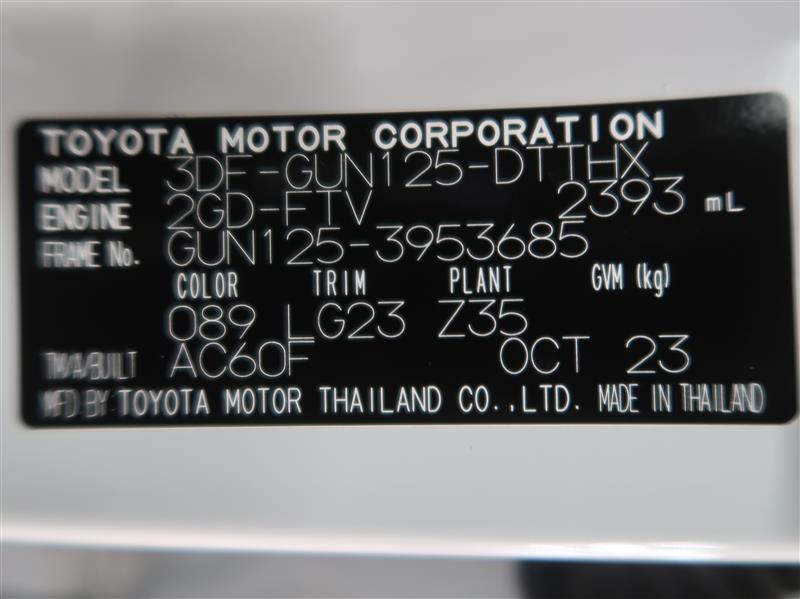 TOYOTA MOTOR CORPORATION
MODEL 3DF-GUN125-DTTHX
ENGINE 2GD-FTV 2393 mL
FRAME No. GUN125-3953685
COLOR TRIM PLANT GVM (kg)
089 LG23 Z35
TM/A/BUILT AC60F OCT 23
MFD BY TOYOTA MOTOR THAILAND CO.,LTD. MADE IN THAILAND